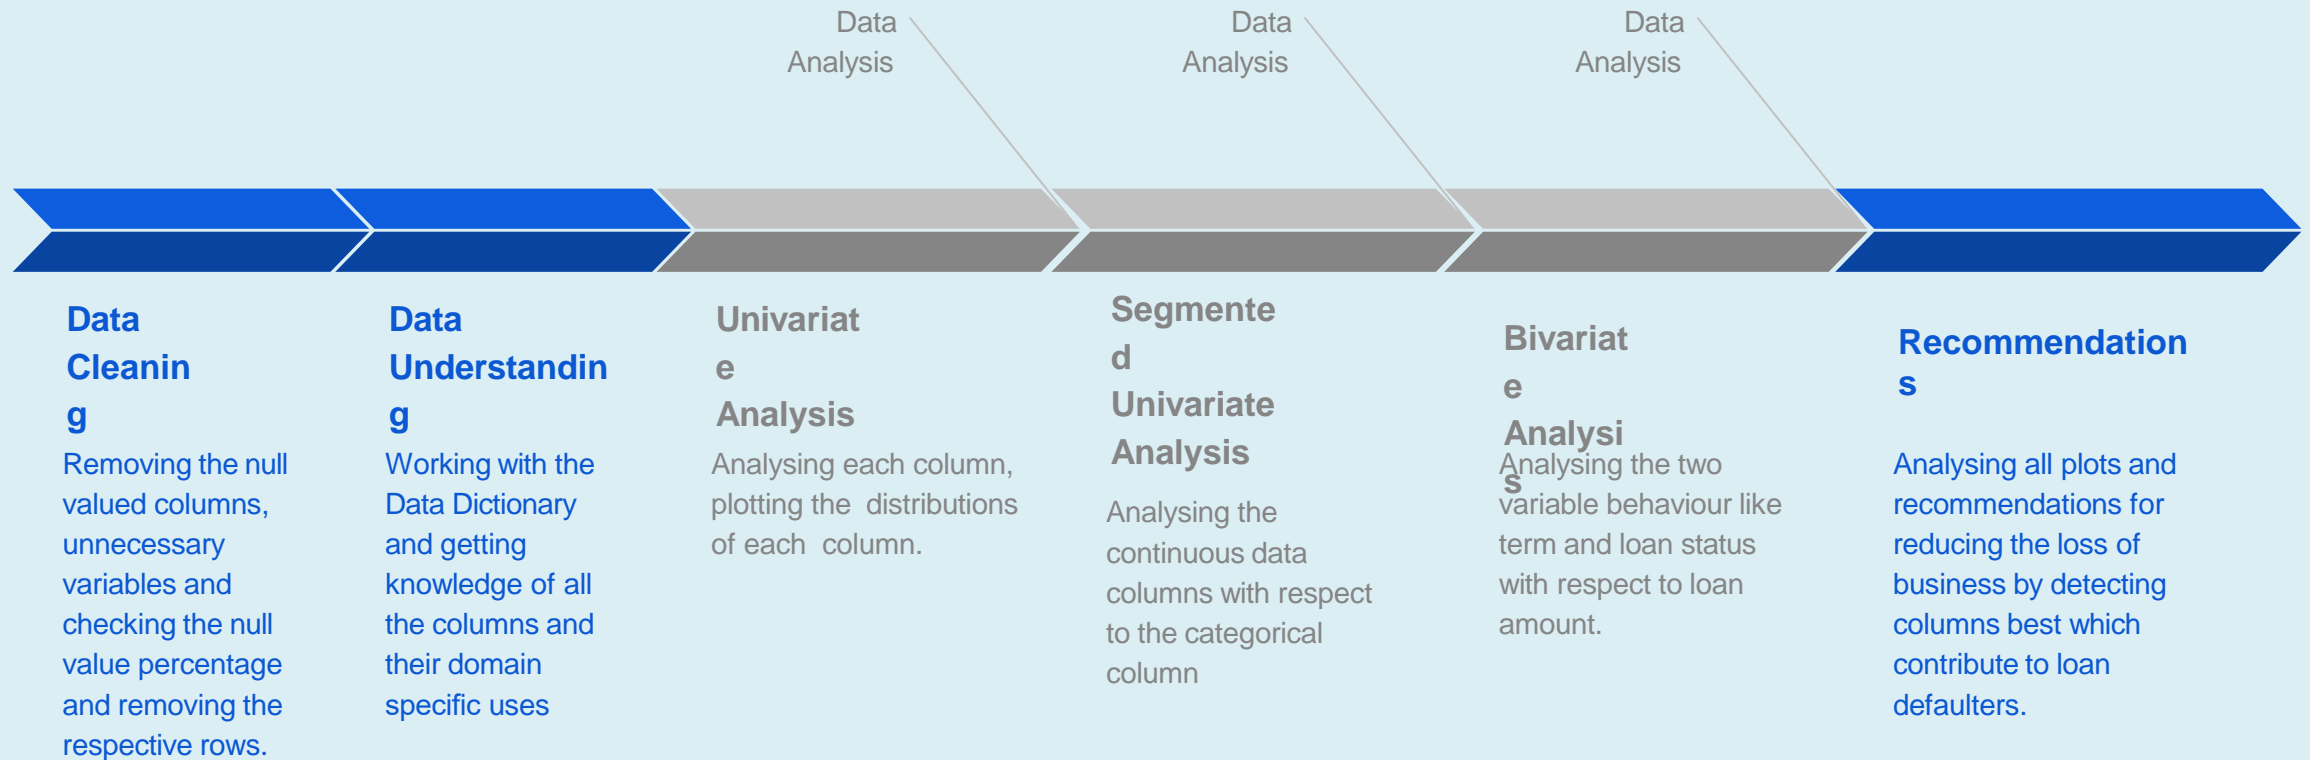 Data
Analysis
Data
Analysis
Data
Analysis
Data
Cleanin
g
Removing the null
valued columns,
unnecessary
variables and
checking the null
value percentage
and removing the
respective rows.
Data
Understandin
g
Working with the
Data Dictionary
and getting
knowledge of all
the columns and
their domain
specific uses
Univariat
e
Analysis
Analysing each column,
plotting the distributions
of each column.
Segmente
d
Univariate
Analysis
Analysing the
continuous data
columns with respect
to the categorical
column
Bivariat
e
Analysi
s
Analysing the two
variable behaviour like
term and loan status
with respect to loan
amount.
Recommendation
s
Analysing all plots and
recommendations for
reducing the loss of
business by detecting
columns best which
contribute to loan
defaulters.